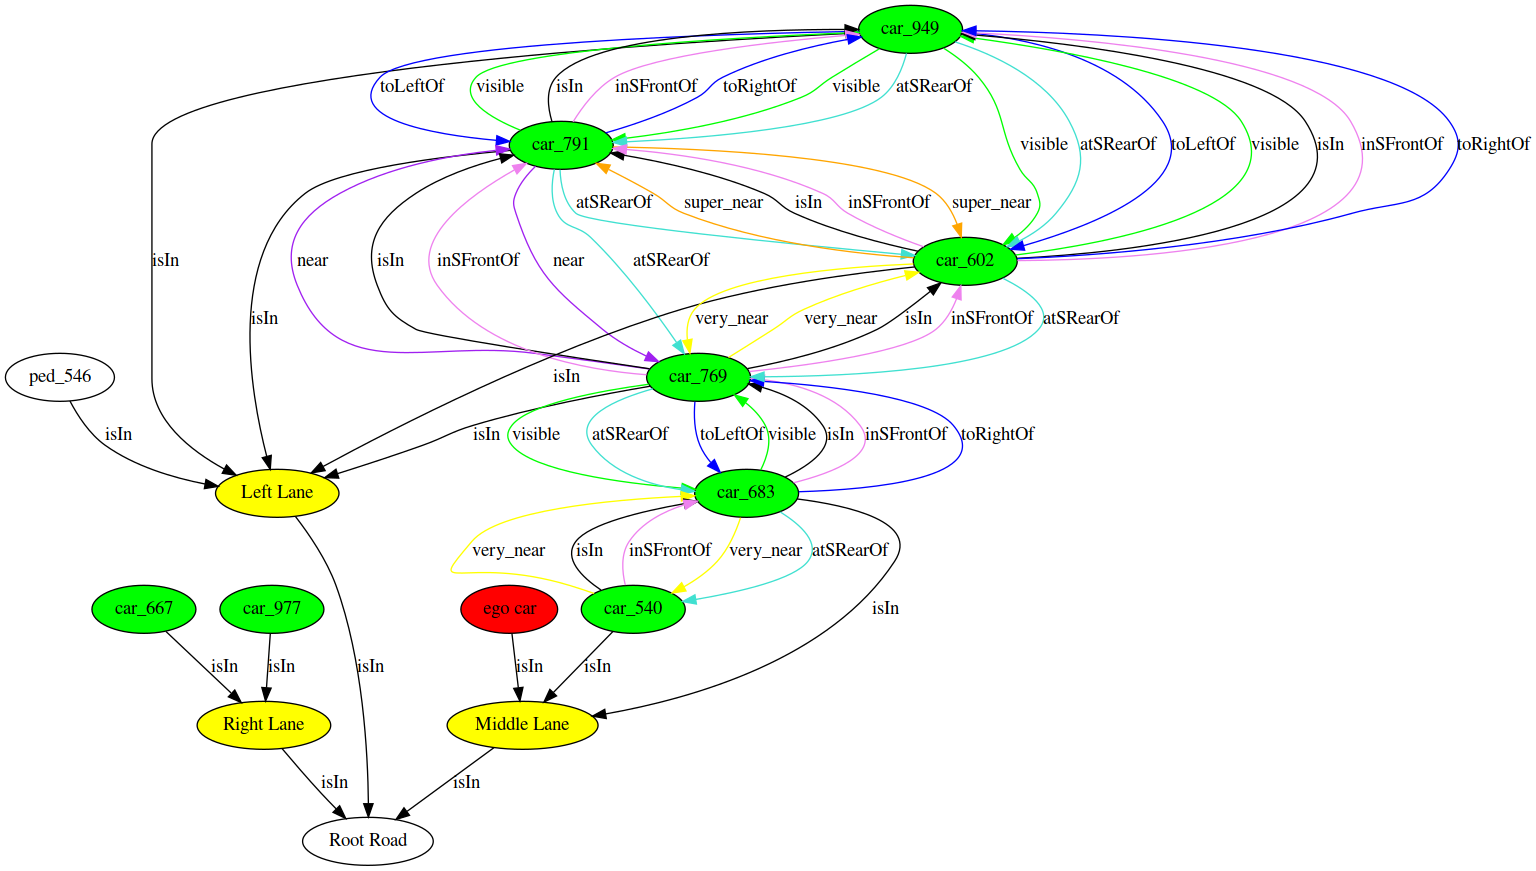 car_949
toLeftOf visible isIn inSFrontOf toRightOf visible atSRearOf
car_791 visible atSRearOf toLeftOf visible isIn inSFrontOf toRightOf
atSRearOf super_near isIn inSFrontOf super_near
isIn near isIn inSFrontOf near atSRearOf car_602
isIn very_near very_near isIn inSFrontOf atSRearOf
ped_546 isIn car_769
isIn isIn visible atSRearOf toLeftOf visible isIn inSFrontOf toRightOf
Left Lane car_683
very_near isIn inSFrontOf very_near atSRearOf
car_667 car_977 ego car car_540 isIn
isIn isIn isIn isIn isIn
Right Lane Middle Lane
isIn isIn
Root Road